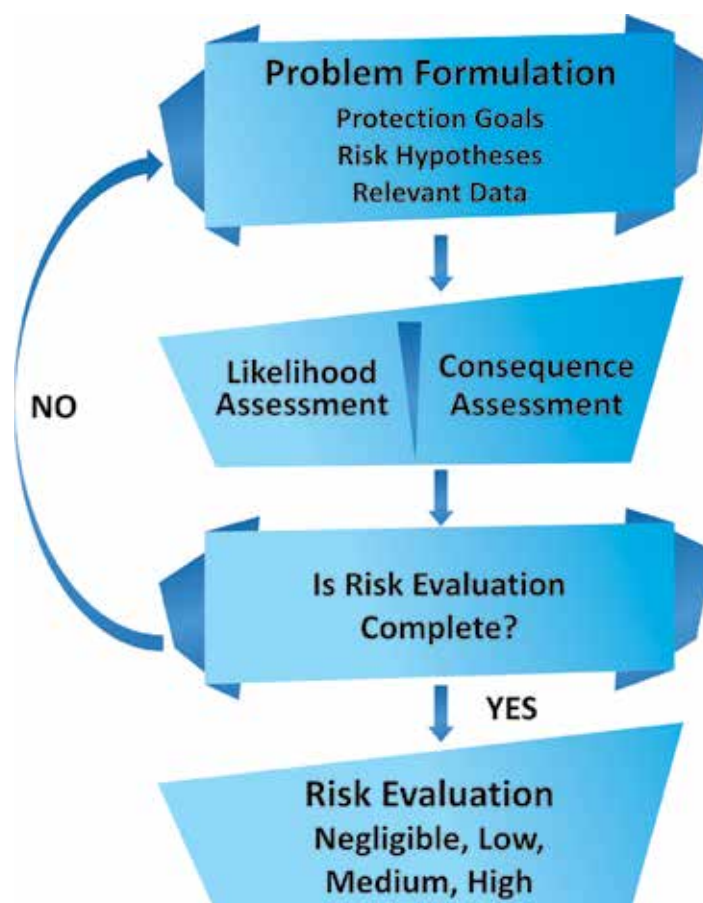 Problem Formulation
Protection Goals
Risk Hypotheses
Relevant Data
Likelihood
Assessment
Consequence
Assessment
NO
Is Risk Evaluation
Complete?
YES
Risk Evaluation
Negligible, Low,
Medium, High